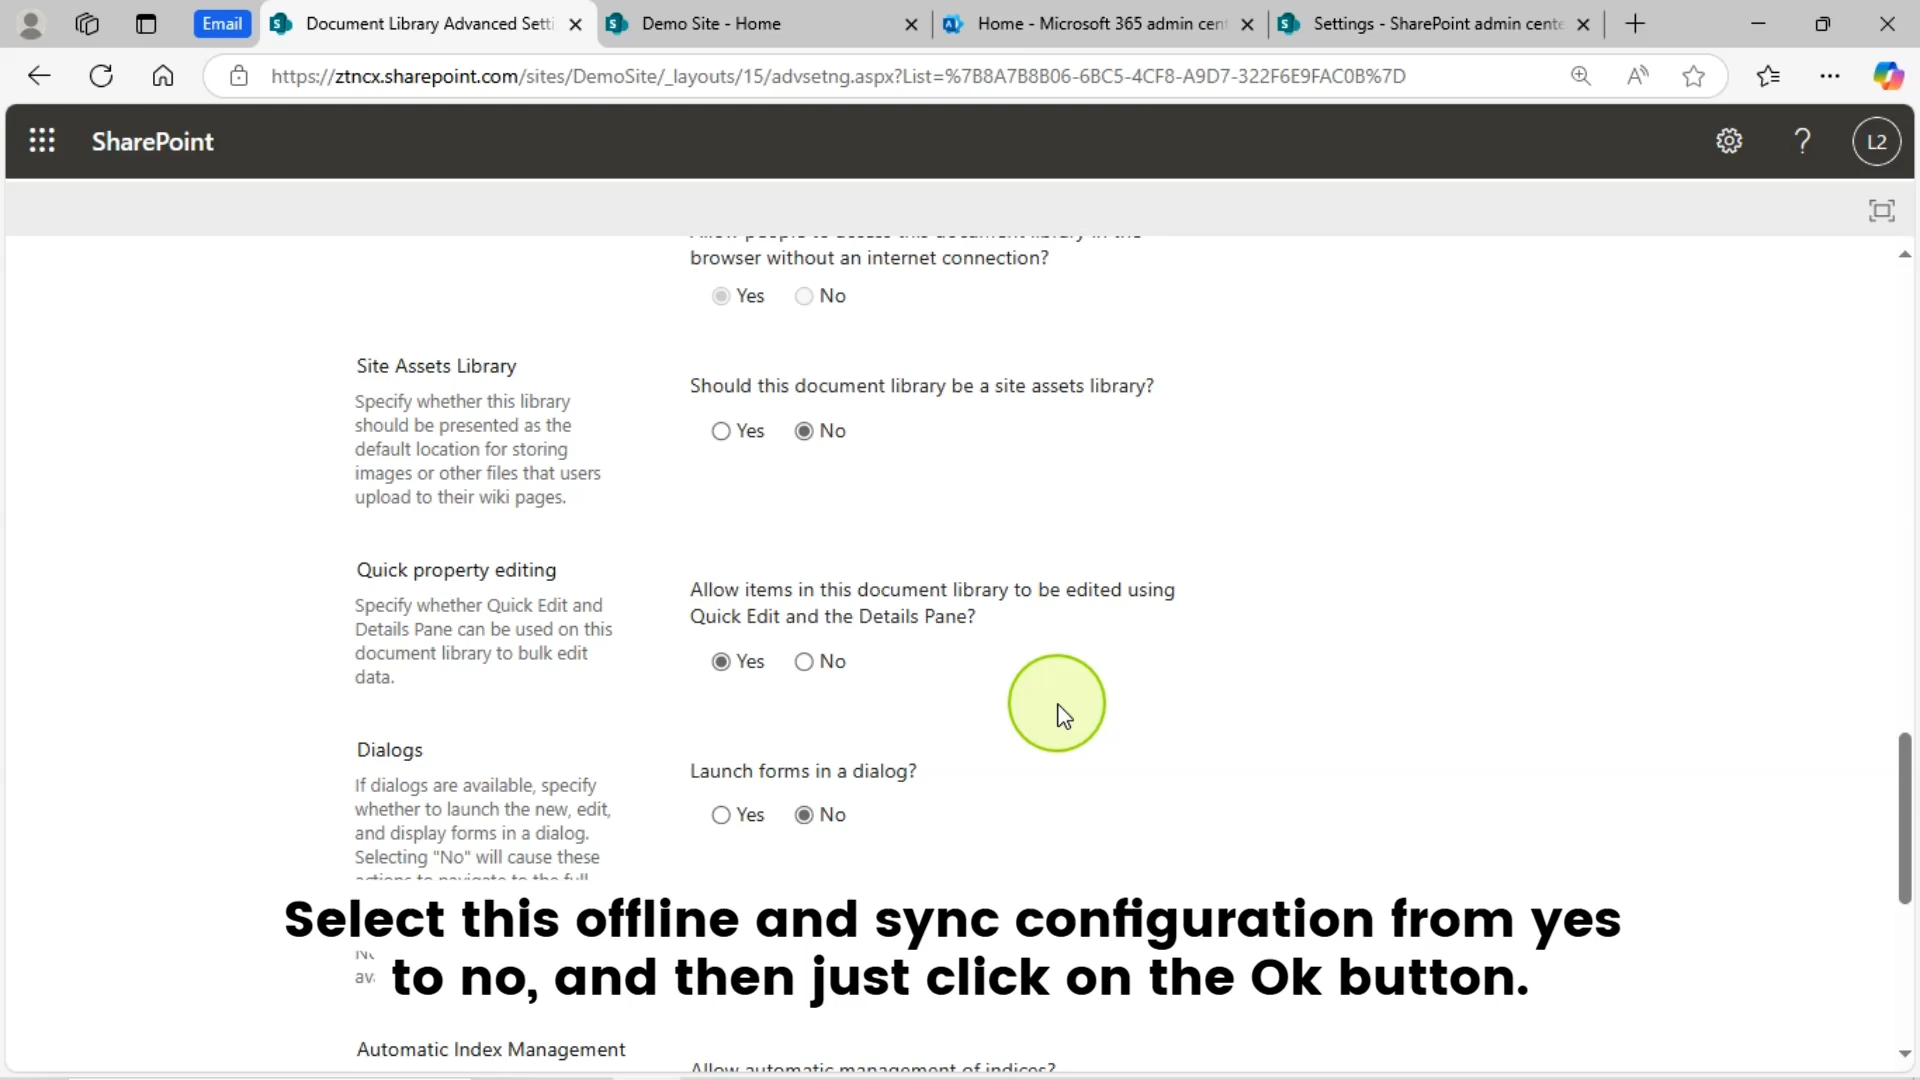 Email
Document Library Advanced Setti
Demo Site - Home
Home - Microsoft 365 admin cent
Settings - SharePoint admin cente
https://ztncx.sharepoint.com/sites/DemoSite/_layouts/15/advsetng.aspx?List=%7B8A7B8B06-6BC5-4CF8-A9D7-322F6E9FAC0B%7D
SharePoint
L2
browser without an internet connection?
Yes No
Site Assets Library
Specify whether this library
should be presented as the
default location for storing
images or other files that users
upload to their wiki pages.
Should this document library be a site assets library?
Yes No
Quick property editing
Specify whether Quick Edit and
Details Pane can be used on this
document library to bulk edit
data.
Allow items in this document library to be edited using
Quick Edit and the Details Pane?
Yes No
Dialogs
If dialogs are available, specify
whether to launch the new, edit,
and display forms in a dialog.
Selecting "No" will cause these
Launch forms in a dialog?
Yes No
Select this offline and sync configuration from yes
to no, and then just click on the Ok button.
Automatic Index Management
Allow automatic management of indices?